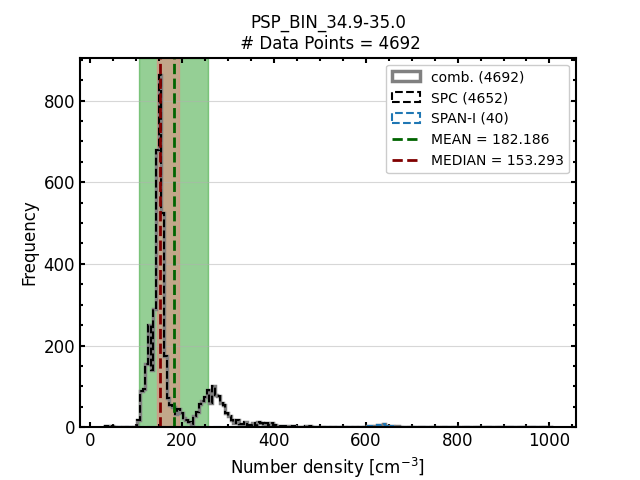 PSP_BIN_34.9-35.0
# Data Points = 4692
comb. (4692)
SPC (4652)
SPAN-I (40)
MEAN = 182.186
MEDIAN = 153.293
Frequency
800
600
400
200
0
0 200 400 600 800 1000
Number density [cm⁻³]